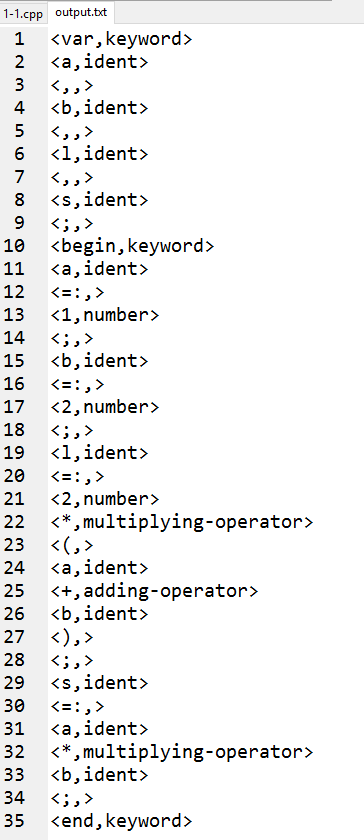 1-1.cpp output.txt
1 <var,keyword>
2 <a,ident>
3 <,,>
4 <b,ident>
5 <,,>
6 <l,ident>
7 <,,>
8 <s,ident>
9 <;,>
10 <begin,keyword>
11 <a,ident>
12 <=:,>
13 <1,number>
14 <;,>
15 <b,ident>
16 <=:,>
17 <2,number>
18 <;,>
19 <l,ident>
20 <=:,>
21 <2,number>
22 <*,multiplying-operator>
23 <(,>
24 <a,ident>
25 <+,adding-operator>
26 <b,ident>
27 <),>
28 <;,>
29 <s,ident>
30 <=:,>
31 <a,ident>
32 <*,multiplying-operator>
33 <b,ident>
34 <;,>
35 <end,keyword>